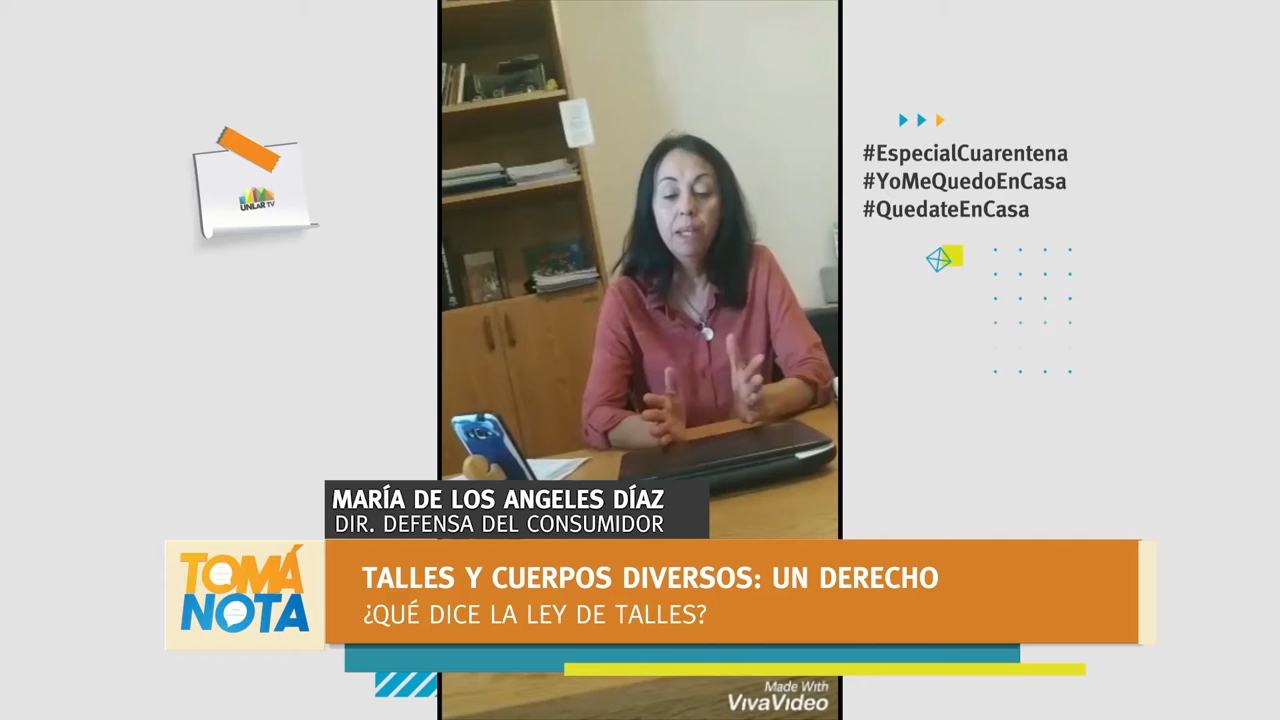 UNLAR TV
#EspecialCuarentena
#YoMeQuedoEnCasa
#QuedateEnCasa
MARÍA DE LOS ANGELES DÍAZ
DIR. DEFENSA DEL CONSUMIDOR
TOMÁ
NOTA
TALLES Y CUERPOS DIVERSOS: UN DERECHO
¿QUÉ DICE LA LEY DE TALLES?
Made With
VivaVideo